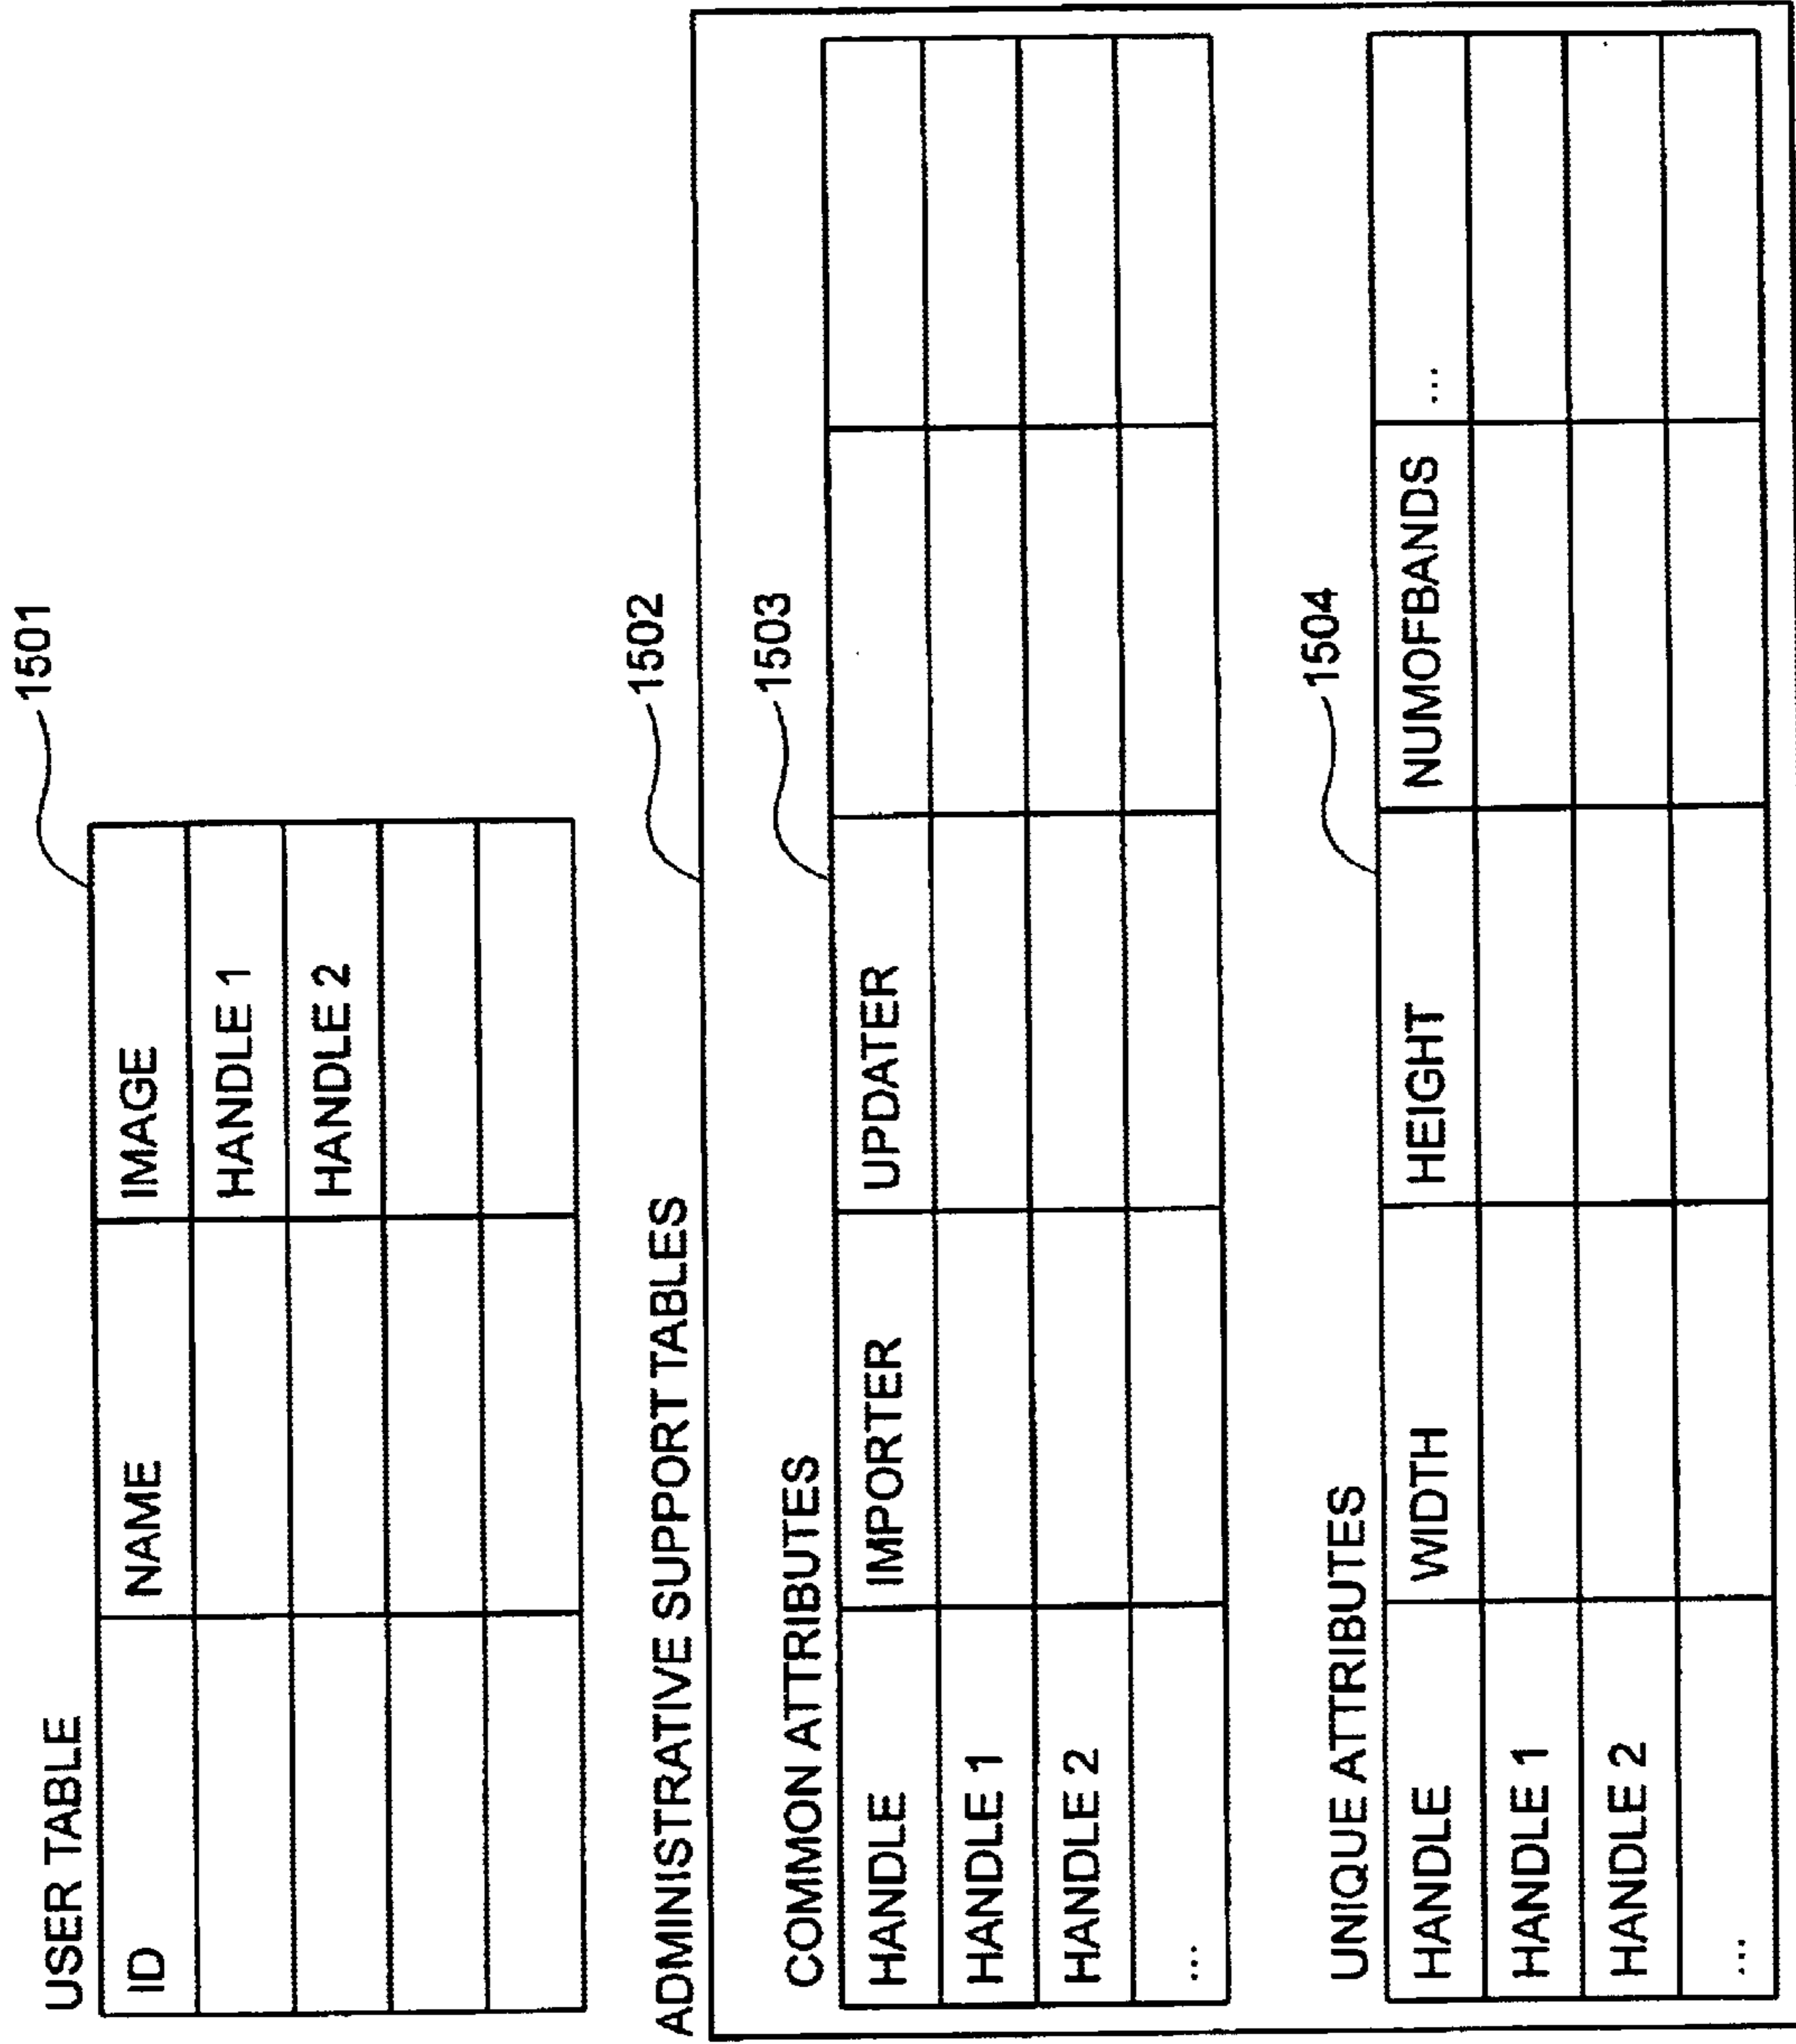 1501
USER TABLE
ID NAME IMAGE
HANDLE 1
HANDLE 2
1502
ADMINISTRATIVE SUPPORT TABLES
1503
COMMON ATTRIBUTES
HANDLE IMPORTER UPDATER
HANDLE 1
HANDLE 2
...
1504
UNIQUE ATTRIBUTES
HANDLE WIDTH HEIGHT NUMOFBANDS ...
HANDLE 1
HANDLE 2
...